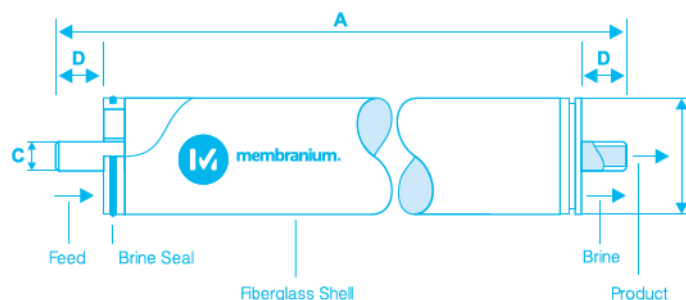 A
D
D
C
membranium.
Feed
Brine Seal
Brine
Fiberglass Shell
Product